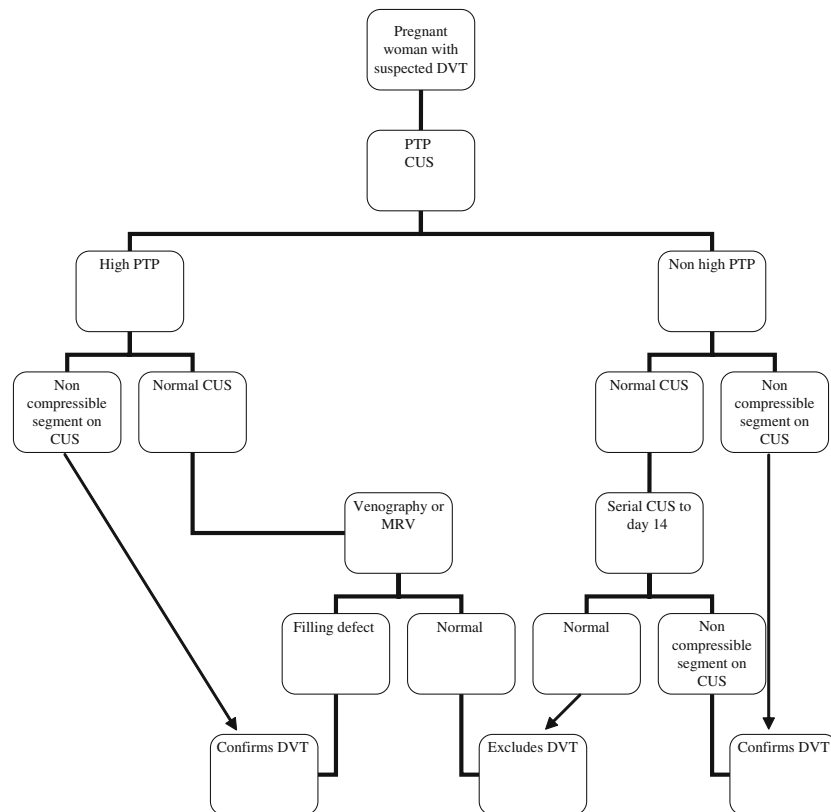 Pregnant
woman with
suspected DVT
PTP
CUS
High PTP
Non high PTP
Non
compressible
segment on
CUS
Normal CUS
Normal CUS
Non
compressible
segment on
CUS
Venography or
MRV
Serial CUS to
day 14
Filling defect
Normal
Normal
Non
compressible
segment on
CUS
Confirms DVT
Excludes DVT
Confirms DVT